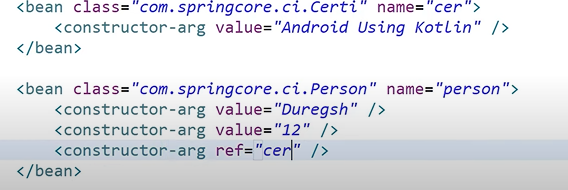 <bean class="com.springcore.ci.Certi" name="cer">
<constructor-arg value="Android Using Kotlin" />
</bean>
<bean class="com.springcore.ci.Person" name="person">
<constructor-arg value="Duregsh" />
<constructor-arg value="12" />
<constructor-arg ref="cer" />
</bean>